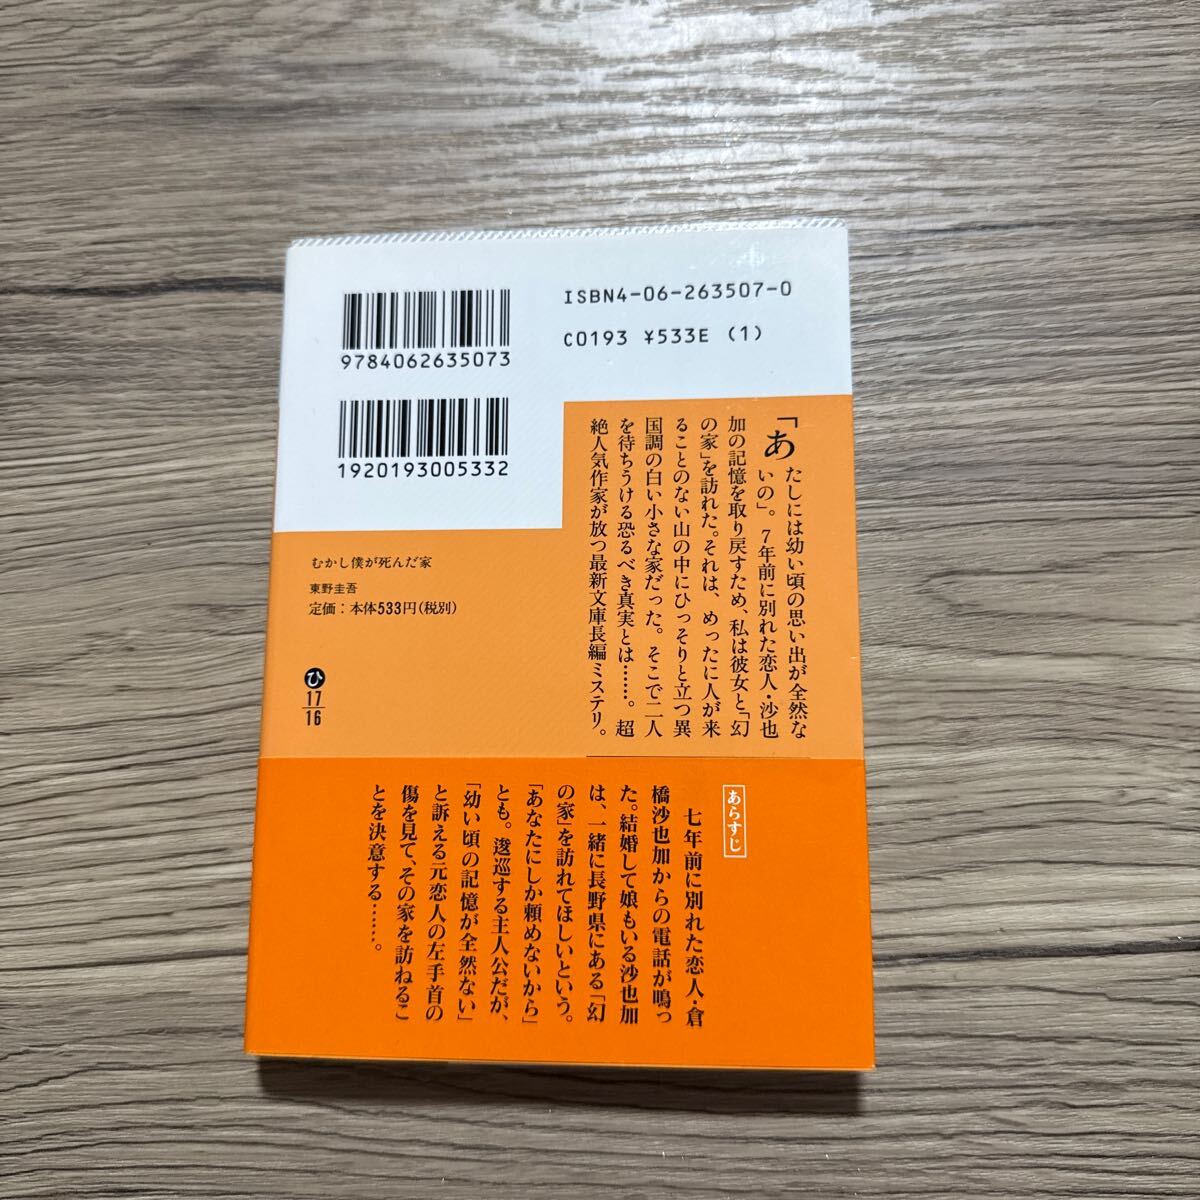 ISBN4-06-263507-0
C0193 ¥533E (1)
9784062635073
1920193005332
「あたしには幼い頃の思い出が全然な
いの」。7年前に別れた恋人・沙也
加の記憶を取り戻すため、私は彼女と「幻
の家」を訪れた。それは、めったに人が来
ることのない山の中にひっそりと立つ異
国調の白い小さな家だった。そこで二人
を待ちうける恐るべき真実とは……。超
絶人気作家が放つ最新文庫長編ミステリ。
むかし僕が死んだ家
東野圭吾
定価：本体533円(税別)
ひ
17
16
あらすじ
七年前に別れた恋人・倉
橋沙也加からの電話が鳴っ
た。結婚して娘もいる沙也加
は、一緒に長野県にある「幻
の家」を訪れてほしいという。
「あなたにしか頼めないから」
とも。逡巡する主人公だが、
「幼い頃の記憶が全然ない」
と訴える元恋人の左手首の
傷を見て、その家を訪ねるこ
とを決意する……。